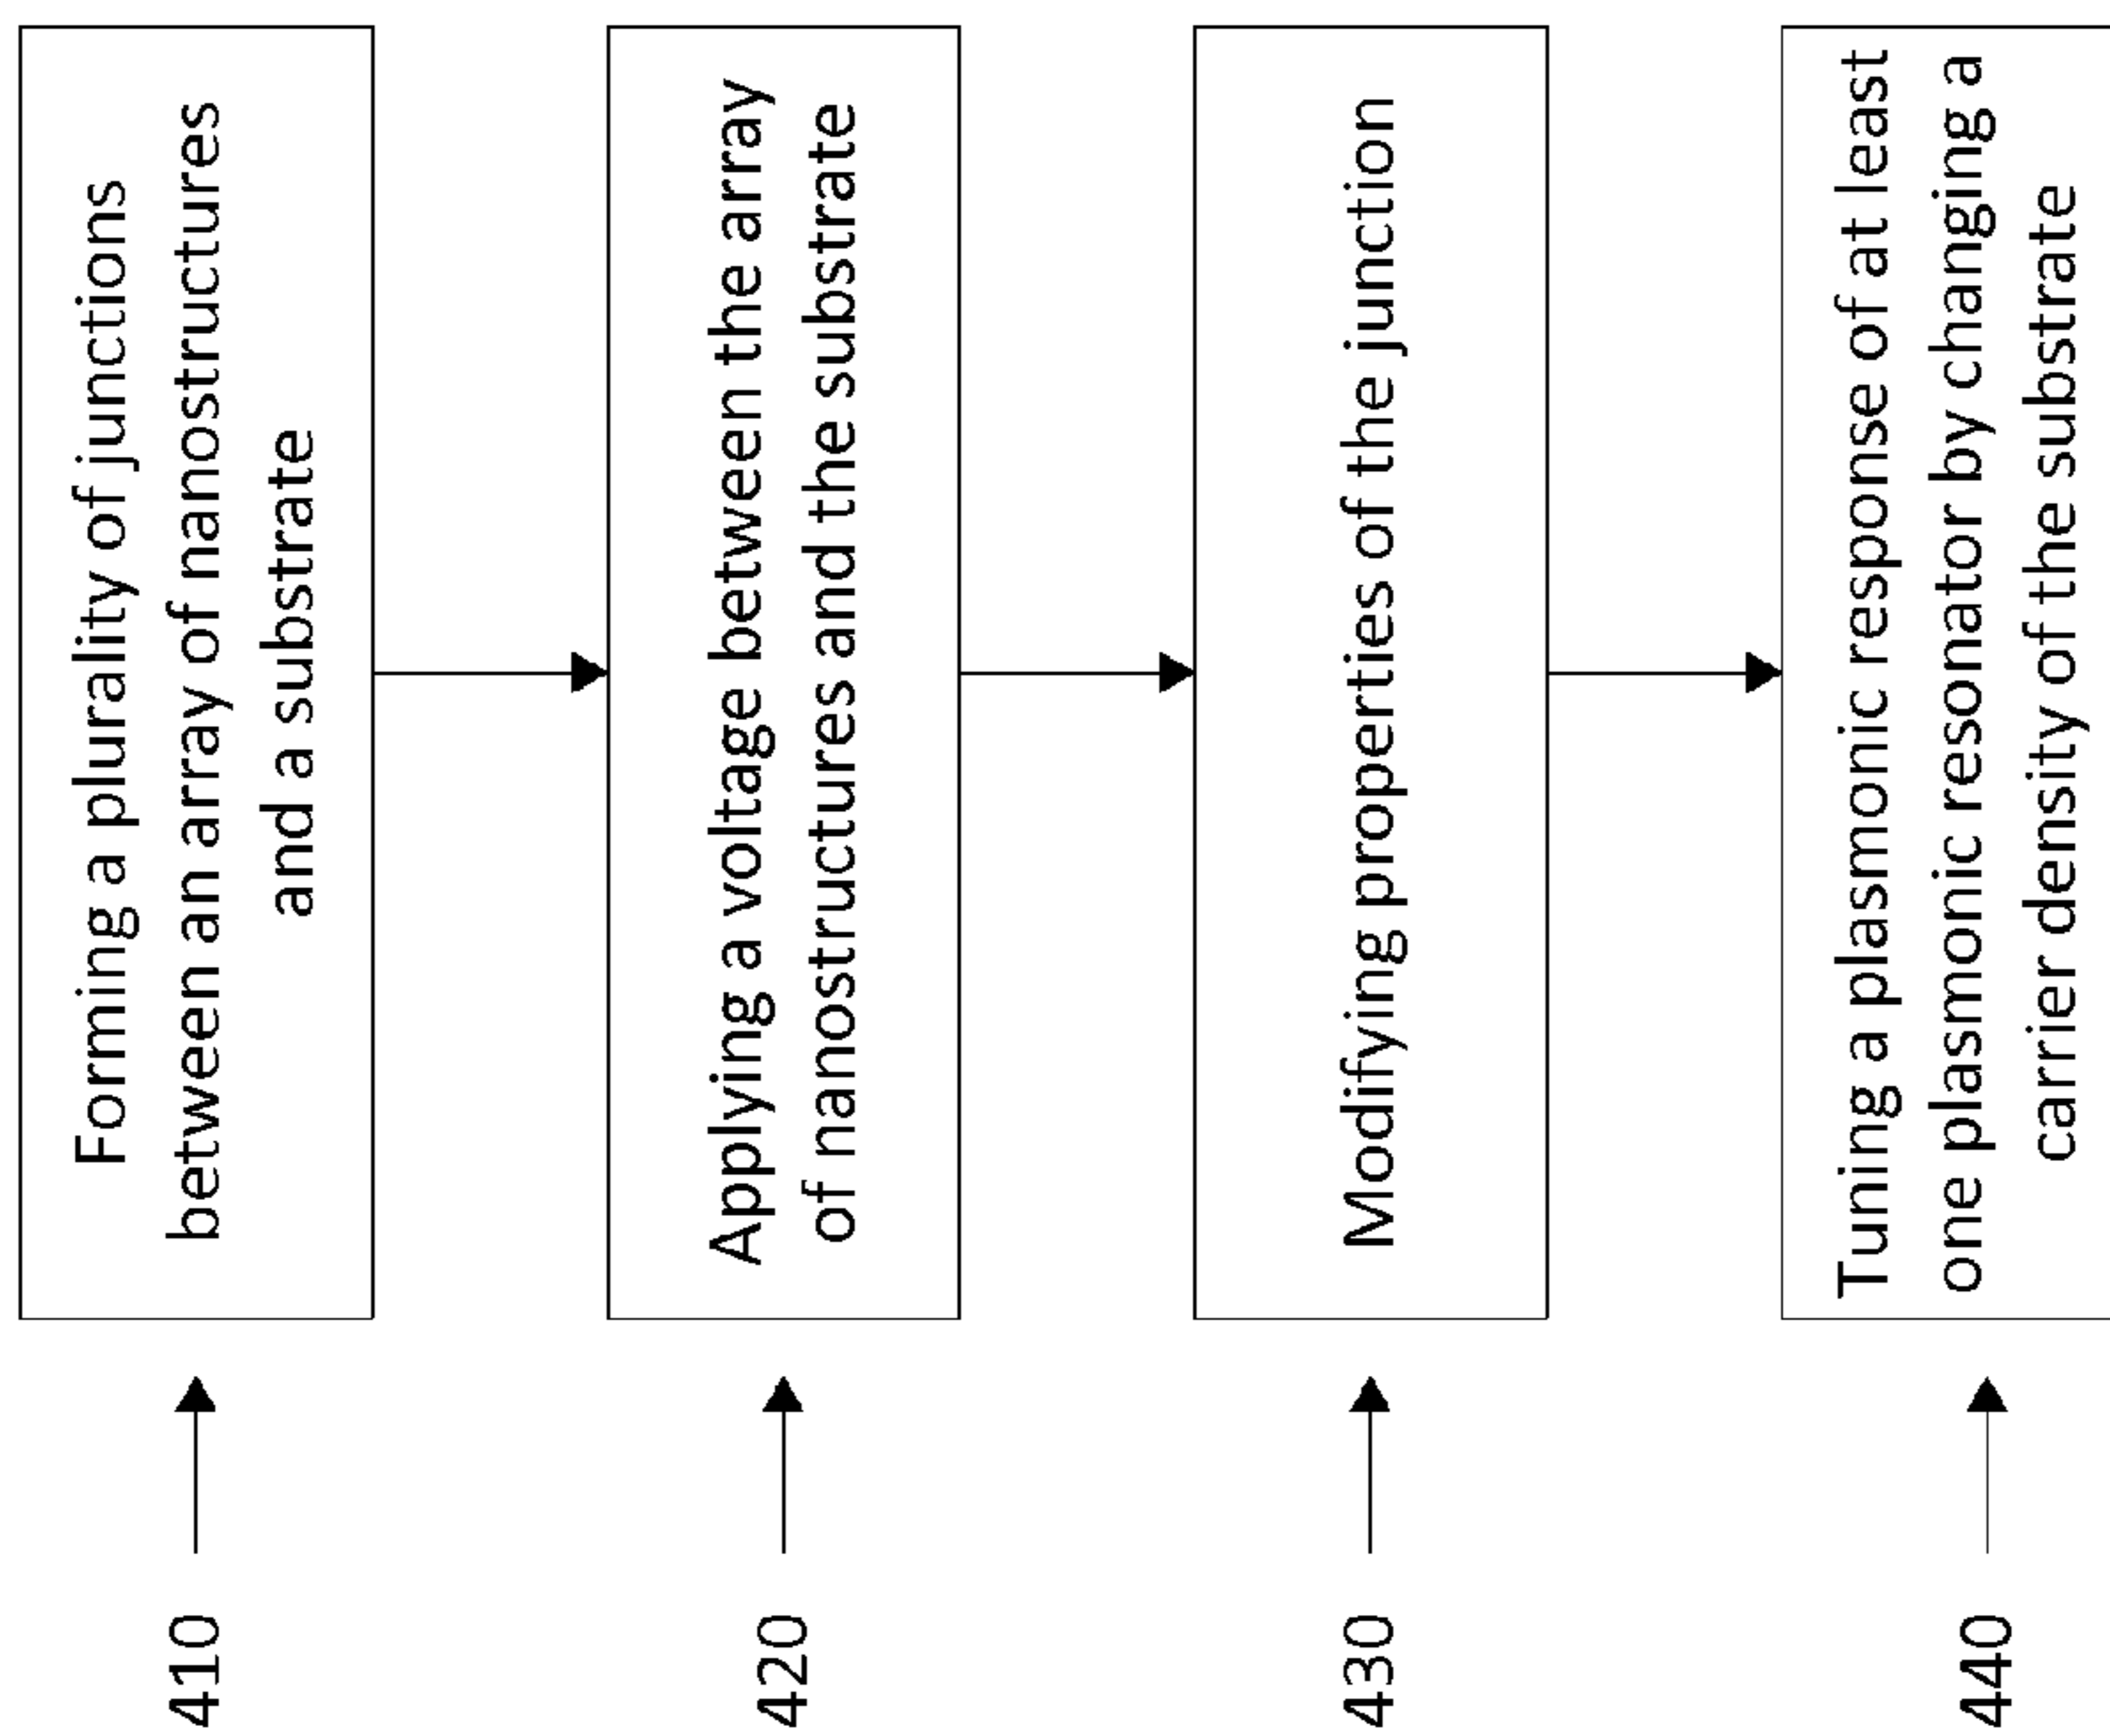 410
Forming a plurality of junctions
between an array of nanostructures
and a substrate
420
Applying a voltage between the array
of nanostructures and the substrate
430
Modifying properties of the junction
440
Tuning a plasmonic response of at least
one plasmonic resonator by changing a
carrier density of the substrate